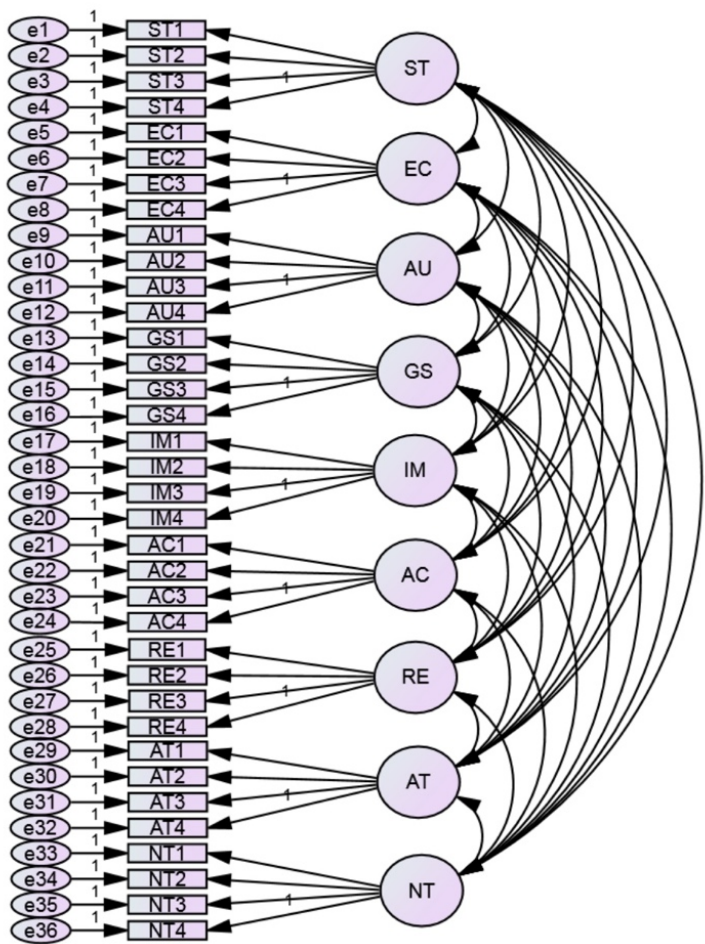 e1 1 ST1
e2 1 ST2
e3 1 ST3 1 ST
e4 1 ST4
e5 1 EC1
e6 1 EC2
e7 1 EC3 1 EC
e8 1 EC4
e9 1 AU1
e10 1 AU2
e11 1 AU3 1 AU
e12 1 AU4
e13 1 GS1
e14 1 GS2
e15 1 GS3 1 GS
e16 1 GS4
e17 1 IM1
e18 1 IM2
e19 1 IM3 1 IM
e20 1 IM4
e21 1 AC1
e22 1 AC2
e23 1 AC3 1 AC
e24 1 AC4
e25 1 RE1
e26 1 RE2
e27 1 RE3 1 RE
e28 1 RE4
e29 1 AT1
e30 1 AT2
e31 1 AT3 1 AT
e32 1 AT4
e33 1 NT1
e34 1 NT2
e35 1 NT3 1 NT
e36 1 NT4